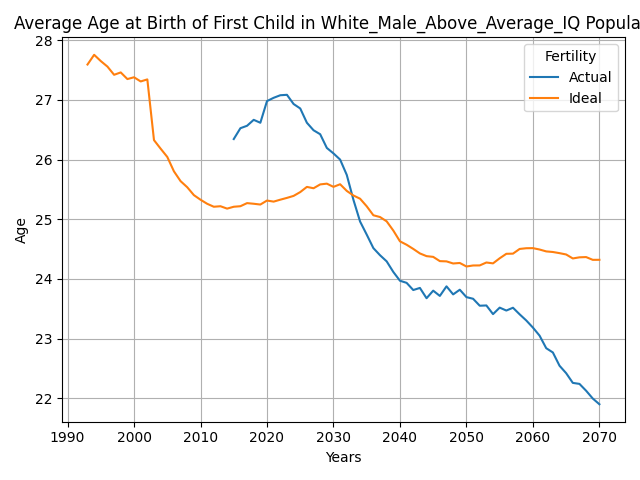 Average Age at Birth of First Child in White_Male_Above_Average_IQ Popula
28
27
26
25
24
23
22
Age
Fertility
Actual
Ideal
1990 2000 2010 2020 2030 2040 2050 2060 2070
Years